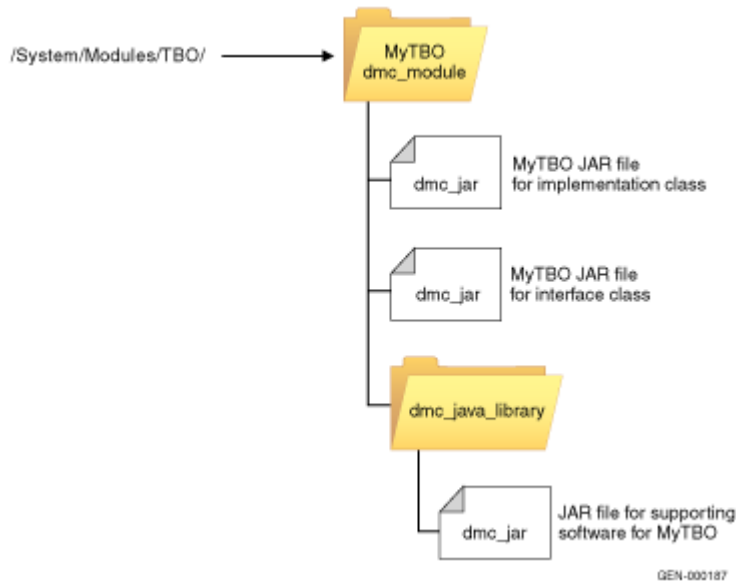 /System/Modules/TBO/
MyTBO
dmc_module
dmc_jar
MyTBO JAR file
for implementation class
dmc_jar
MyTBO JAR file
for interface class
dmc_java_library
dmc_jar
JAR file for supporting
software for MyTBO
GEN-000187